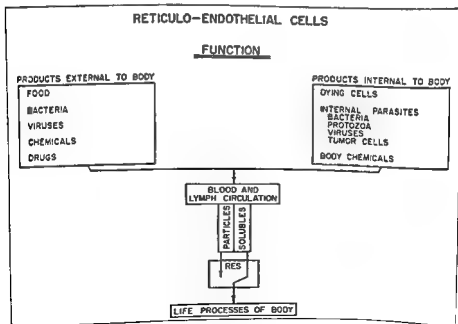 RETICULO-ENDOTHELIAL CELLS
FUNCTION
PRODUCTS EXTERNAL TO BODY
FOOD
BACTERIA
VIRUSES
CHEMICALS
DRUGS
PRODUCTS INTERNAL TO BODY
DYING CELLS
INTERNAL PARASITES
BACTERIA
PROTOZOA
VIRUSES
TUMOR CELLS
BODY CHEMICALS
BLOOD AND
LYMPH CIRCULATION
PARTICLES
SOLUBLES
RES
LIFE PROCESSES OF BODY